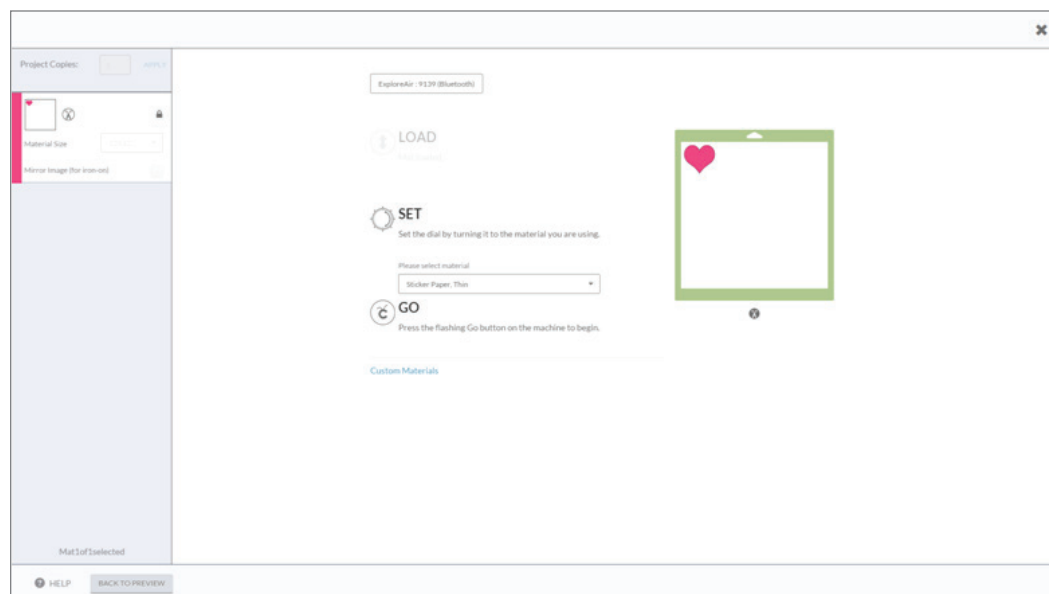 Project Copies:
APPLY
Material Size
Mirror Image (for iron-on)
Mat1of1selected
HELP
BACK TO PREVIEW
ExploreAir : 9139 (Bluetooth)
LOAD
SET
Set the dial by turning it to the material you are using.
Please select material
Sticker Paper, Thin
GO
Press the flashing Go button on the machine to begin.
Custom Materials